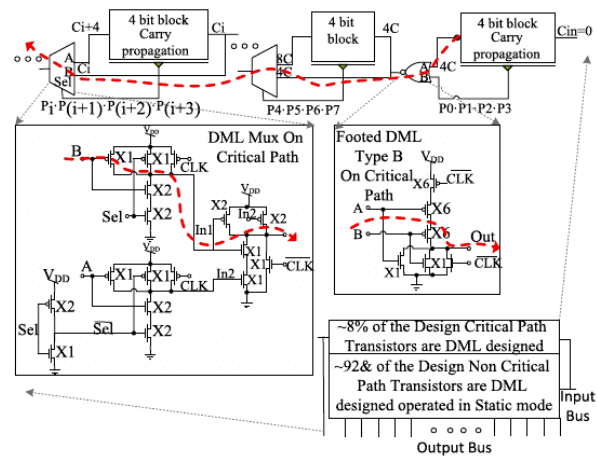 Ci+4
4 bit block
Carry
propagation
Ci
4 bit
block
4C
4 bit block
Carry
propagation
Cin=0
A
B
Sel
Ci
8C
4C
A
B
4C
Pi·P(i+1)·P(i+2)·P(i+3)
P4·P5·P6·P7
P0·P1·P2·P3
DML Mux On
Critical Path
VDD
B
X1
X1
CLK
X2
Sel
X2
In1
VDD
X2
In2
X2
X1
X1
X1
CLK
VDD
A
X1
X1
CLK
In2
X2
X2
VDD
X2
Sel
X1
Sel
Footed DML
Type B
On Critical
Path
VDD
X6
CLK
A
X6
B
X6
Out
X1
X1
CLK
~8% of the Design Critical Path
Transistors are DML designed
~92& of the Design Non Critical
Path Transistors are DML
designed operated in Static mode
Input
Bus
Output Bus